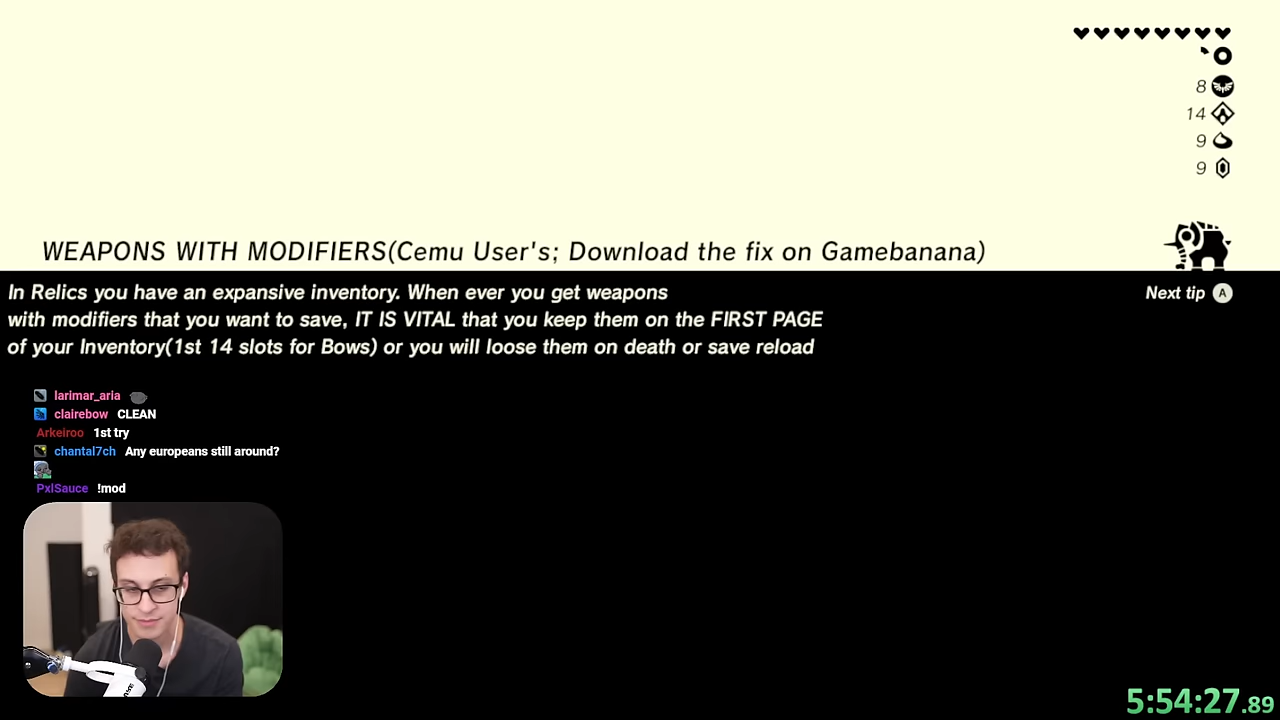 8
14
9
9
WEAPONS WITH MODIFIERS(Cemu User's; Download the fix on Gamebanana)
In Relics you have an expansive inventory. When ever you get weapons
with modifiers that you want to save, IT IS VITAL that you keep them on the FIRST PAGE
of your Inventory(1st 14 slots for Bows) or you will loose them on death or save reload
Next tip A
larimar_aria
clairebow CLEAN
Arkeiroo 1st try
chantal7ch Any europeans still around?
PxlSauce !mod
5:54:27.89